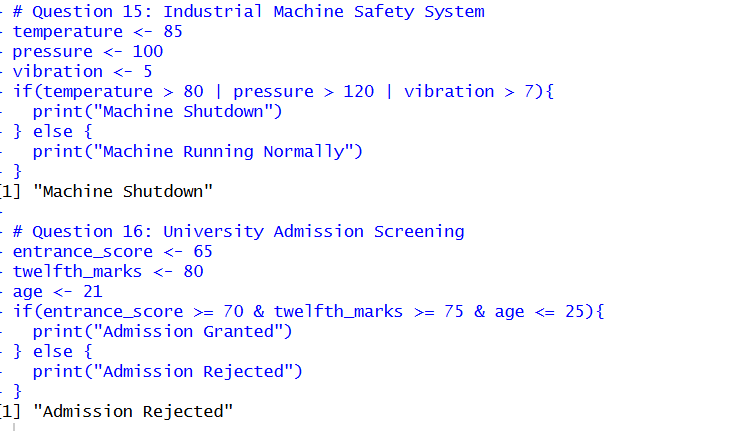 # Question 15: Industrial Machine Safety System
temperature <- 85
pressure <- 100
vibration <- 5
if(temperature > 80 | pressure > 120 | vibration > 7){
  print("Machine Shutdown")
} else {
  print("Machine Running Normally")
}
[1] "Machine Shutdown"
# Question 16: University Admission Screening
entrance_score <- 65
twelfth_marks <- 80
age <- 21
if(entrance_score >= 70 & twelfth_marks >= 75 & age <= 25){
  print("Admission Granted")
} else {
  print("Admission Rejected")
}
[1] "Admission Rejected"